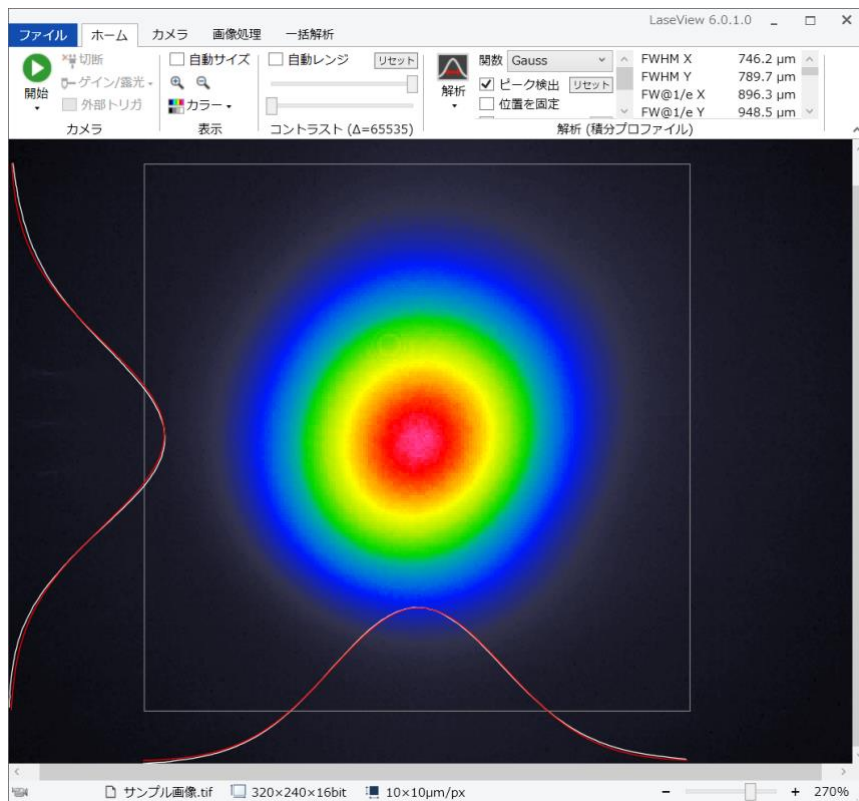 LaseView 6.0.1.0
ファイル ホーム カメラ 画像処理 一括解析
開始
切断
ゲイン/露光
外部トリガ
カメラ
自動サイズ
カラー
表示
自動レンジ リセット
コントラスト (Δ=65535)
解析
関数 Gauss
ピーク検出 リセット
位置を固定
FWHM X 746.2 µm
FWHM Y 789.7 µm
FW@1/e X 896.3 µm
FW@1/e Y 948.5 µm
解析 (積分プロファイル)
サンプル画像.tif 320×240×16bit 10×10µm/px 270%